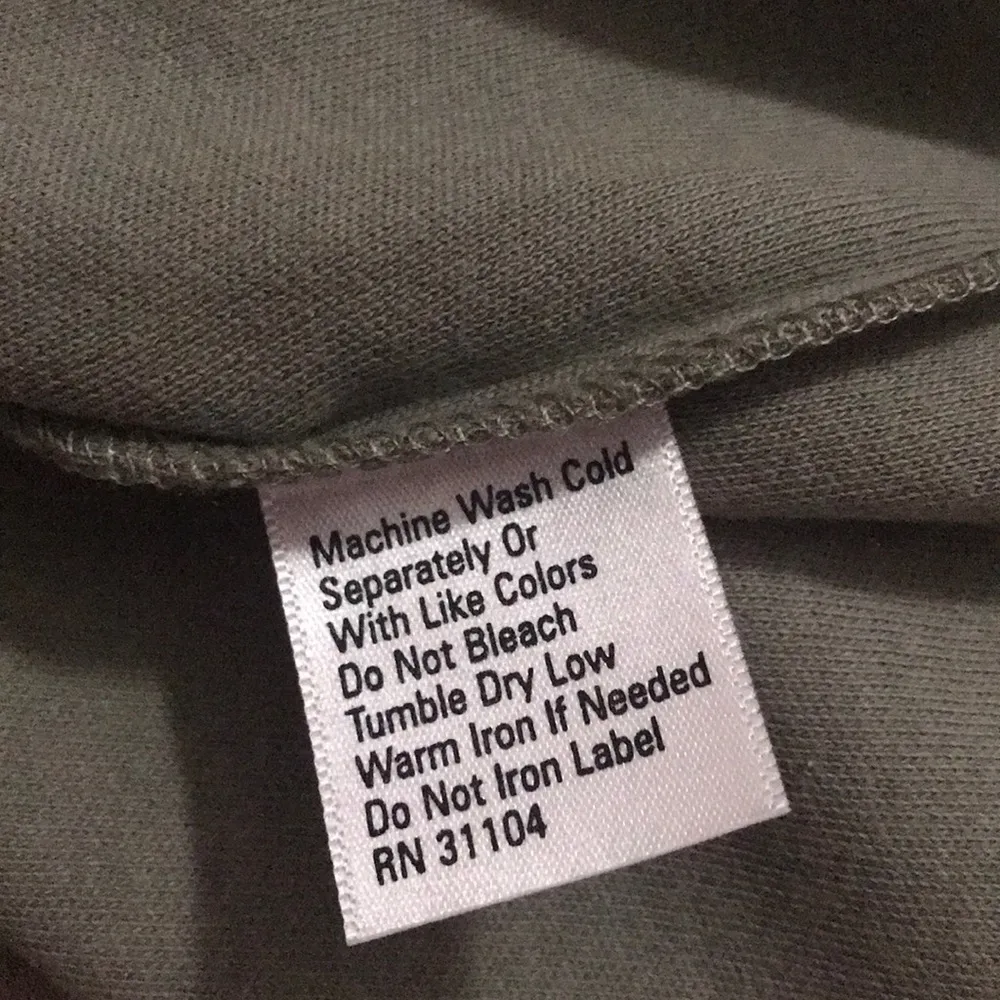 Machine Wash Cold
Separately Or
With Like Colors
Do Not Bleach
Tumble Dry Low
Warm Iron If Needed
Do Not Iron Label
RN 31104